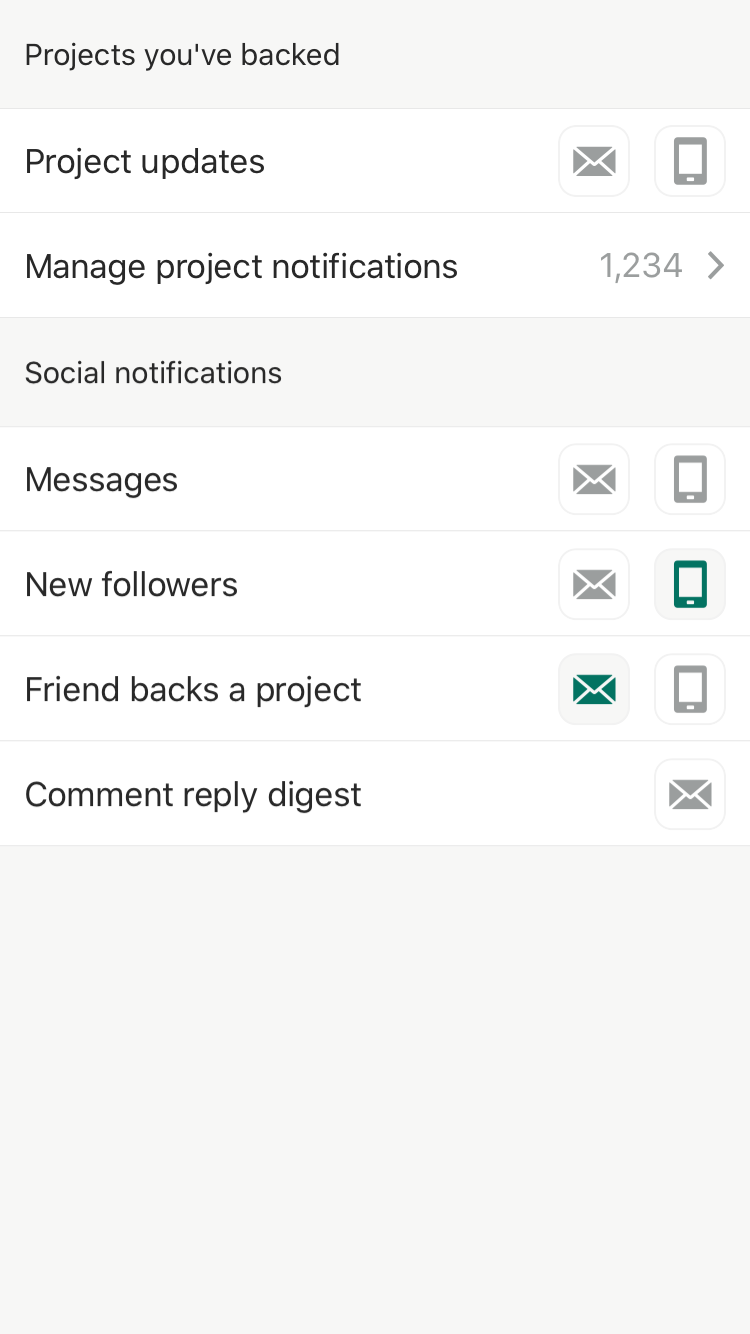 Projects you've backed
Project updates
Manage project notifications 1,234
Social notifications
Messages
New followers
Friend backs a project
Comment reply digest